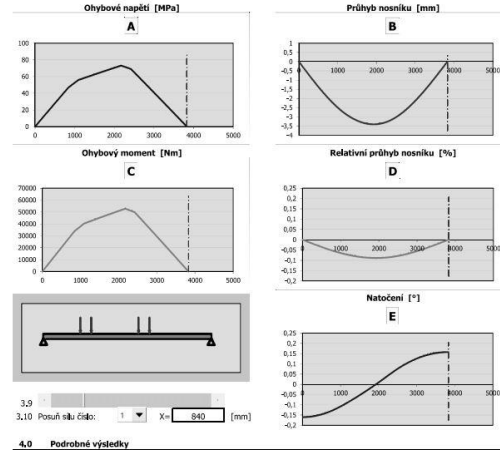 Ohybové napětí [MPa]
A
100
80
60
40
20
0
0 1000 2000 3000 4000 5000
Průhyb nosníku [mm]
B
1
0,5
0
-0,5
-1
-1,5
-2
-2,5
-3
-3,5
-4
0 1000 2000 3000 4000 5000
Ohybový moment [Nm]
C
70000
60000
50000
40000
30000
20000
10000
0
0 1000 2000 3000 4000 5000
Relativní průhyb nosníku [%]
D
0,25
0,2
0,15
0,1
0,05
0
-0,05
-0,1
-0,15
-0,2
0 1000 2000 3000 4000 5000
Natočení [°]
E
0,25
0,2
0,15
0,1
0,05
0
-0,05
-0,1
-0,15
-0,2
0 1000 2000 3000 4000 5000
3.9
3.10 Posuň sílu číslo: 1 X= 840 [mm]
4.0 Podrobné výsledky